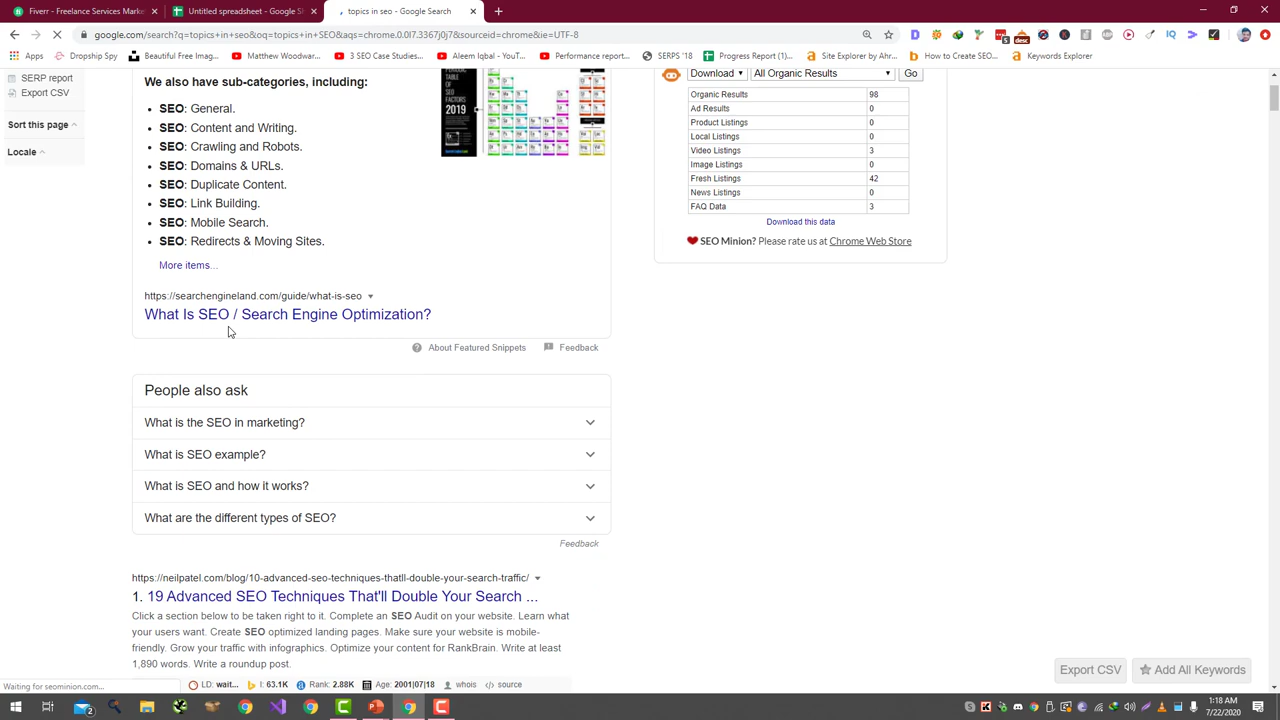 Fiverr - Freelance Services Mark
Untitled spreadsheet - Google Sh
topics in seo - Google Search
google.com/search?q=topics+in+seo&oq=topics+in+SEO&aqs=chrome.0.0l7.3367j0j7&sourceid=chrome&ie=UTF-8
Apps
Dropship Spy
Beautiful Free Imag...
Matthew Woodwar...
3 SEO Case Studies...
Aleem Iqbal - YouT...
Performance report...
SERPS '18
Progress Report (1)...
Site Explorer by Ahr...
How to Create SEO...
Keywords Explorer
SERP report
Export CSV
ort this page
We also have sub-categories, including:
SEO: General.
SEO: Content and Writing.
SEO: Crawling and Robots.
SEO: Domains & URLs.
SEO: Duplicate Content.
SEO: Link Building.
SEO: Mobile Search.
SEO: Redirects & Moving Sites.
More items...
TABLE
OF
SEO
FACTORS
2019
https://searchengineland.com/guide/what-is-seo
What Is SEO / Search Engine Optimization?
About Featured Snippets
Feedback
People also ask
What is the SEO in marketing?
What is SEO example?
What is SEO and how it works?
What are the different types of SEO?
Feedback
https://neilpatel.com/blog/10-advanced-seo-techniques-thatll-double-your-search-traffic/
1. 19 Advanced SEO Techniques That'll Double Your Search ...
Click a section below to be taken right to it. Complete an SEO Audit on your website. Learn what
your users want. Create SEO optimized landing pages. Make sure your website is mobile-
friendly. Grow your traffic with infographics. Optimize your content for RankBrain. Write at least
1,890 words. Write a roundup post.
LD: wait...
I: 63.1K
Rank: 2.88K
Age: 2001|07|18
whois
source
Waiting for seominion.com...
Download
All Organic Results
Go
Organic Results 98
Ad Results 0
Product Listings
Local Listings
Video Listings 3
Image Listings 0
Fresh Listings 42
News Listings 0
FAQ Data 3
Download this data
SEO Minion? Please rate us at Chrome Web Store
Export CSV
Add All Keywords
1:18 AM
7/22/2020